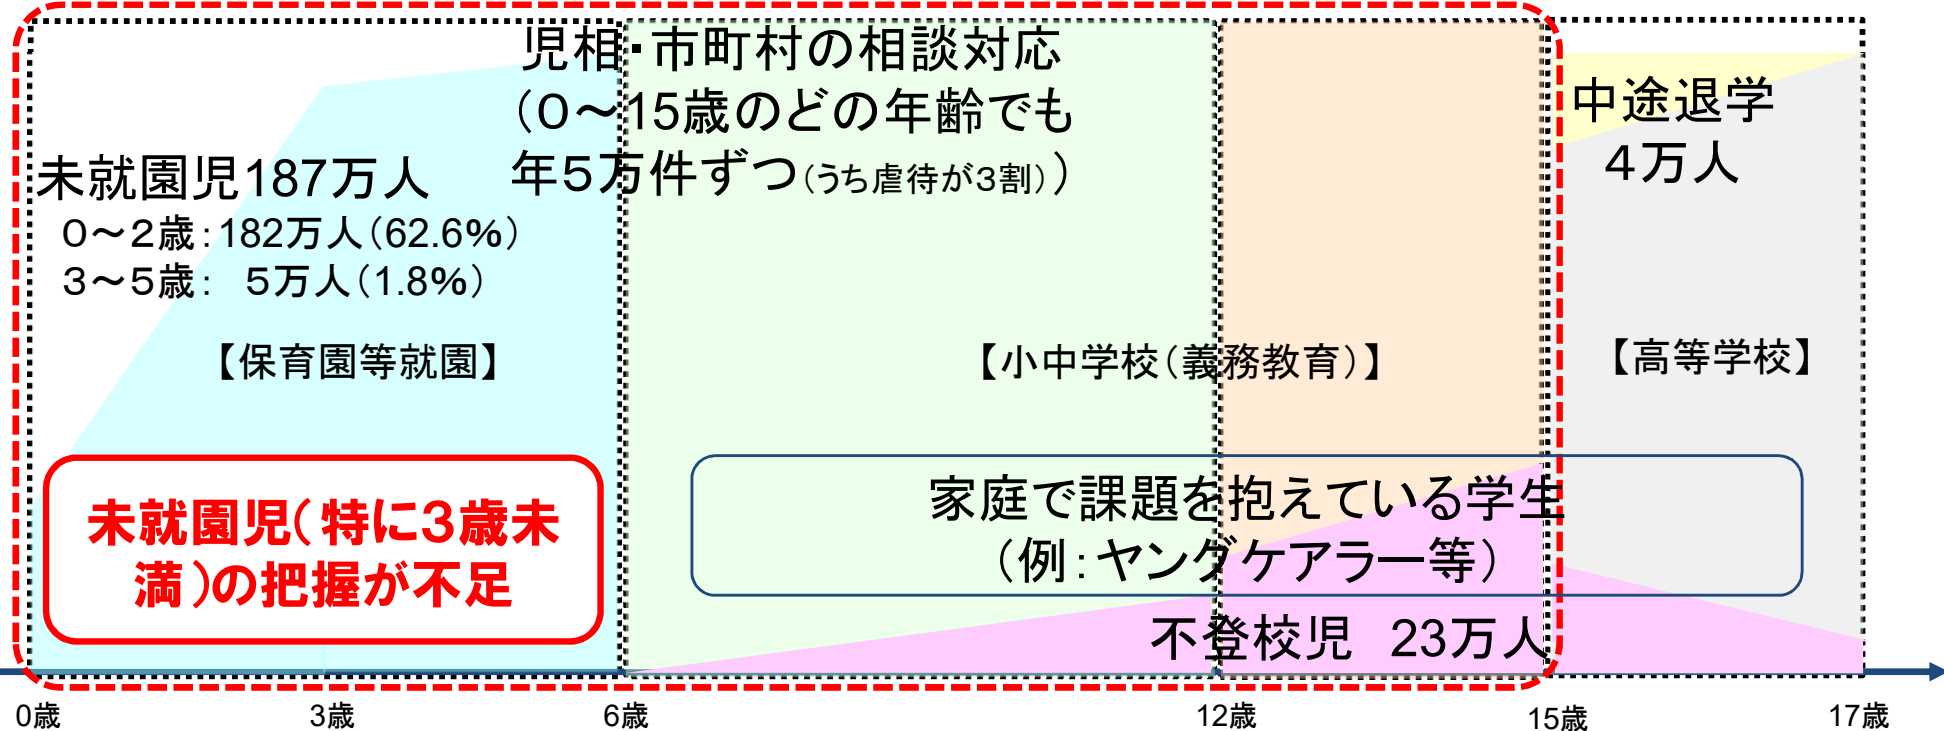 児相・市町村の相談対応
（０～15歳のどの年齢でも
年５万件ずつ（うち虐待が３割））
未就園児187万人
０～２歳：182万人（62.6%）
３～５歳：　５万人（1.8%）
中途退学
４万人
【保育園等就園】
【小中学校（義務教育）】
【高等学校】
未就園児（特に３歳未
満）の把握が不足
家庭で課題を抱えている学生
（例：ヤングケアラー等）
不登校児　23万人
0歳
3歳
6歳
12歳
15歳
17歳